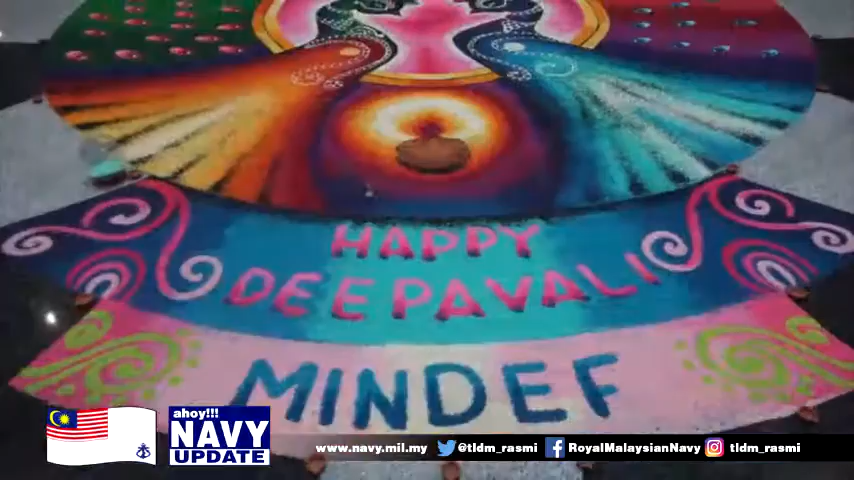 HAPPY
DEEPAVALI
MINDEF
ahoy!!!
NAVY
UPDATE
www.navy.mil.my @tldm_rasmi RoyalMalaysianNavy tldm_rasmi